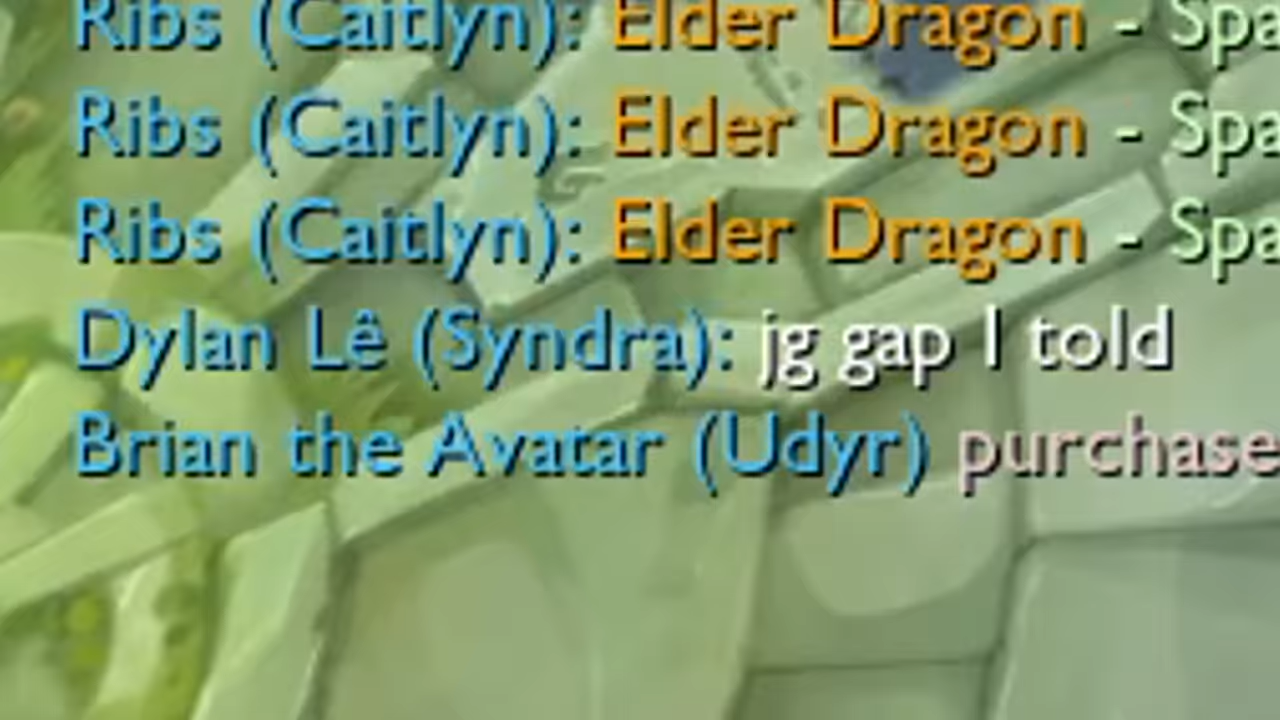 Ribs (Caitlyn): Elder Dragon - Spa
Ribs (Caitlyn): Elder Dragon - Spa
Ribs (Caitlyn): Elder Dragon - Spa
Dylan Lê (Syndra): jg gap I told
Brian the Avatar (Udyr) purchase